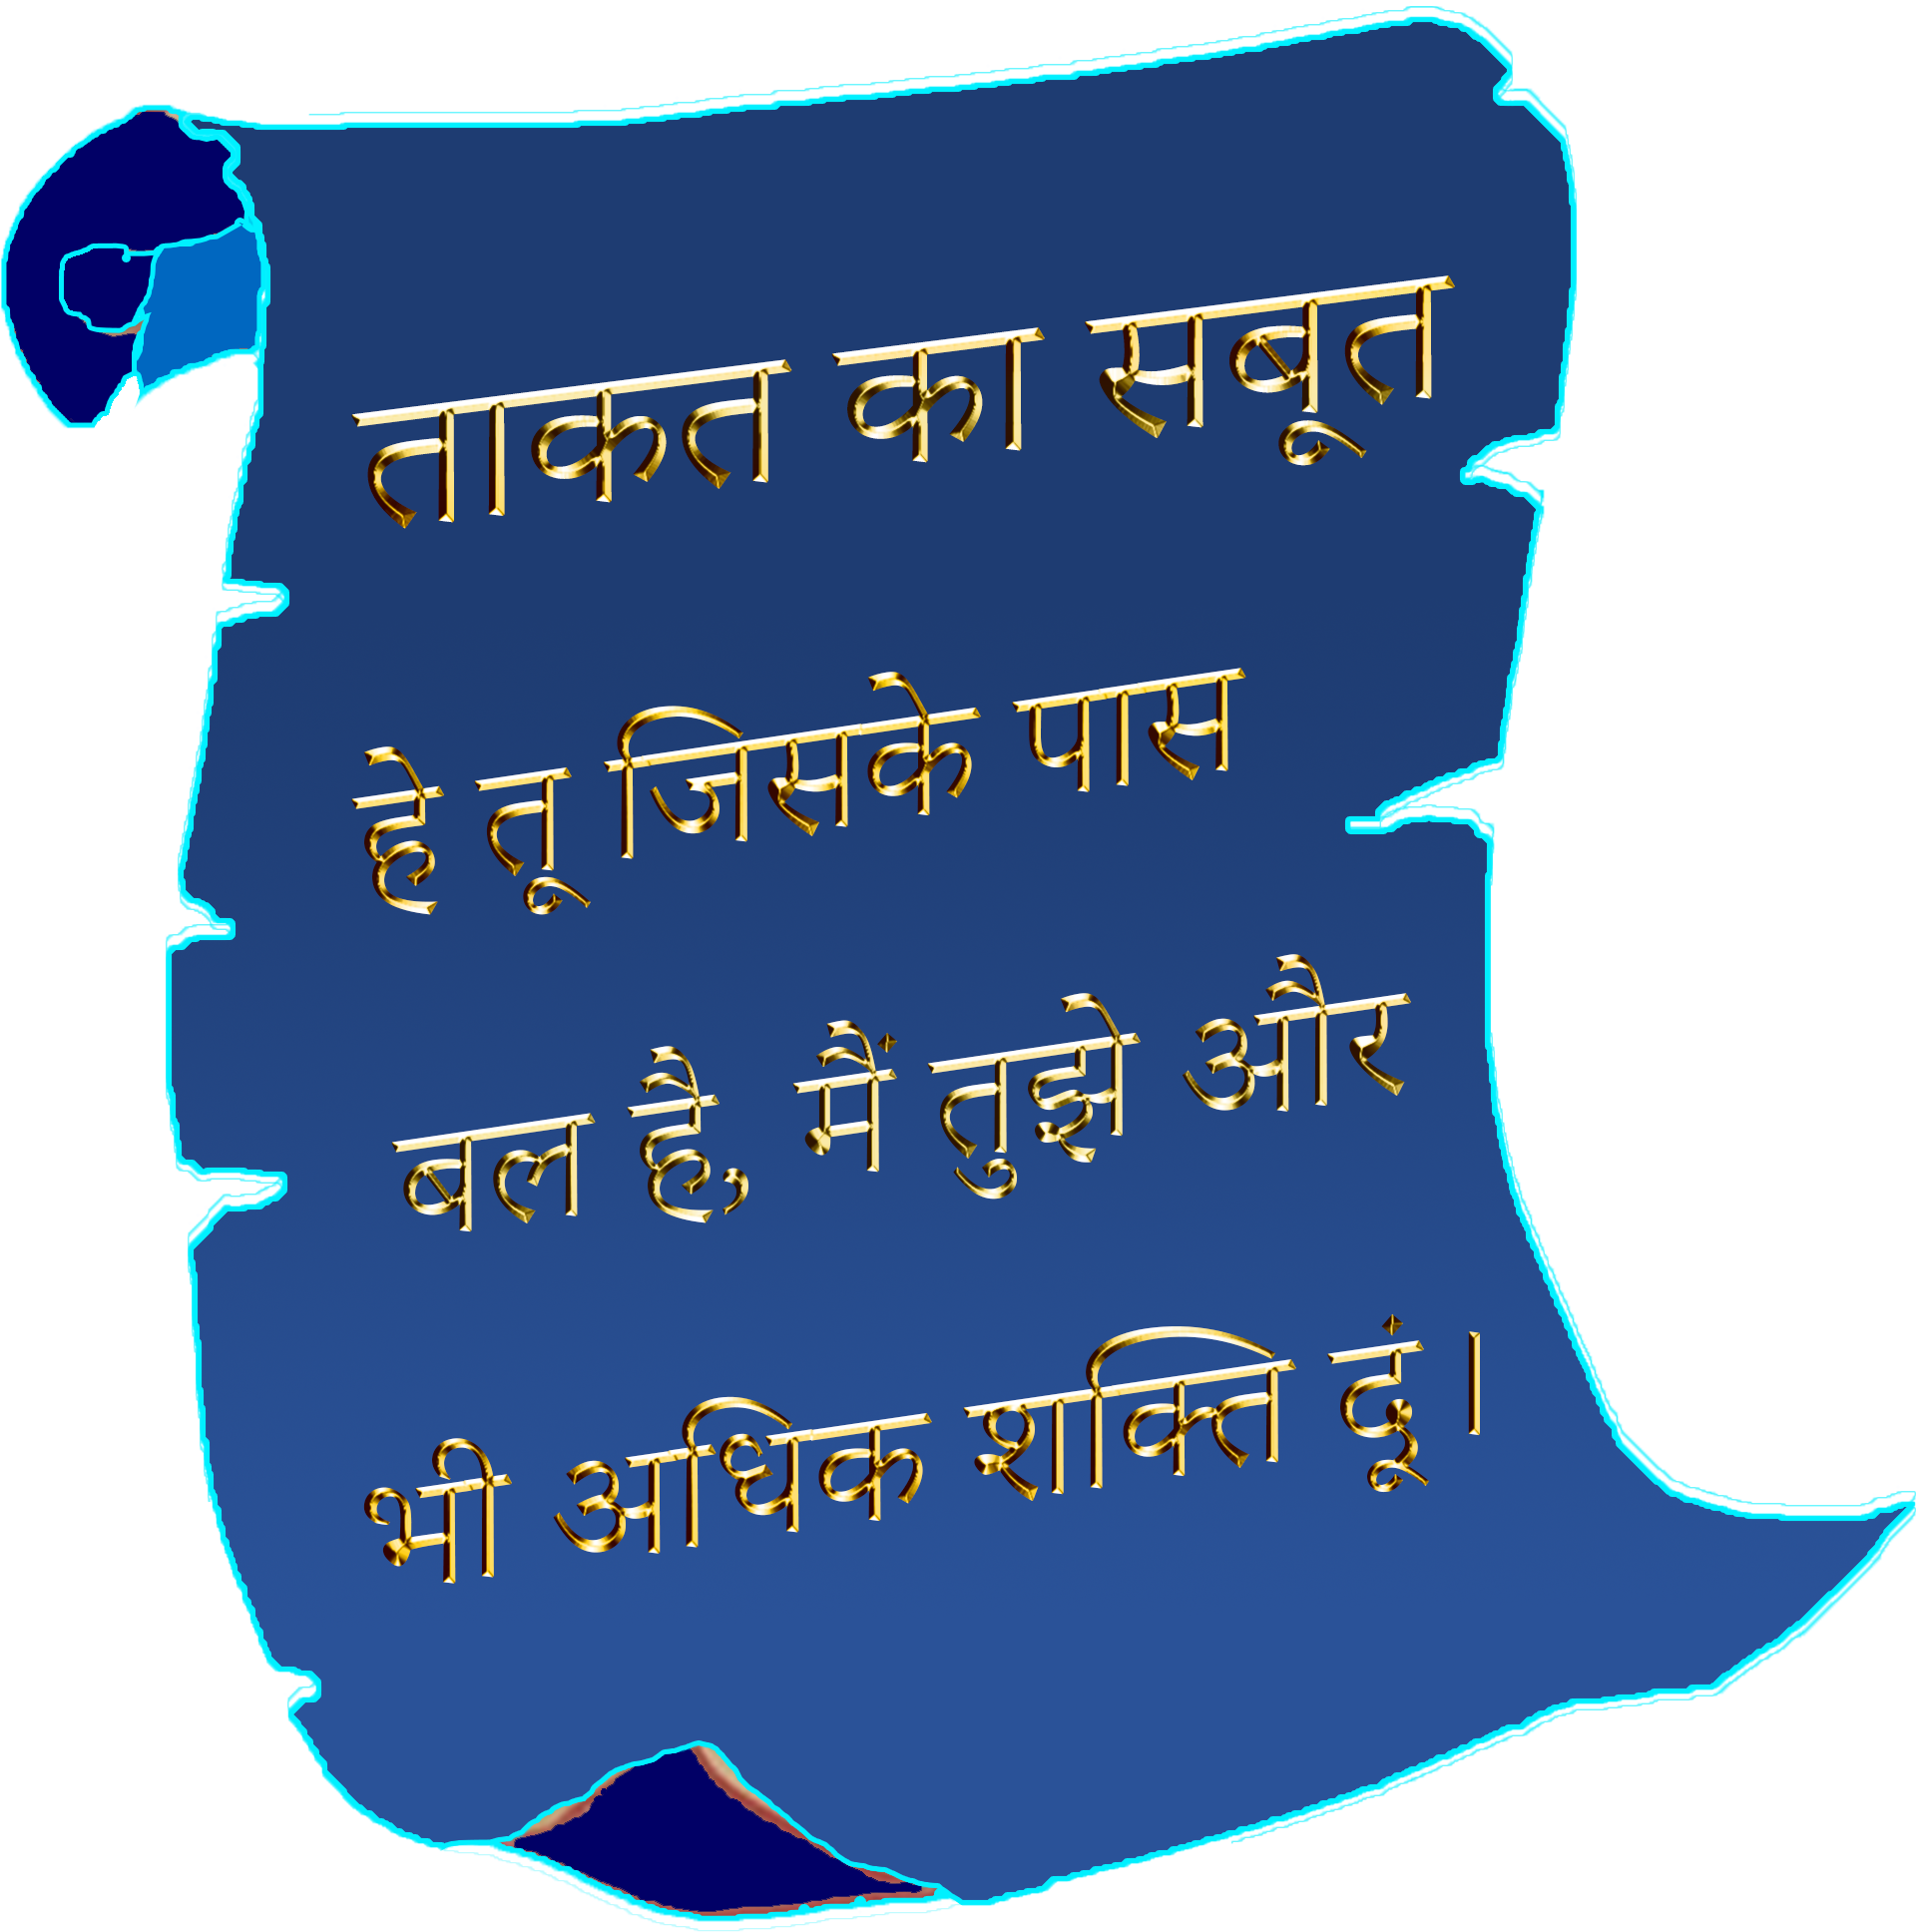 ताकत का सबूत
हे तू जिसके पास
बल है, मैं तुझे और
भी अधिक शक्ति दूं।